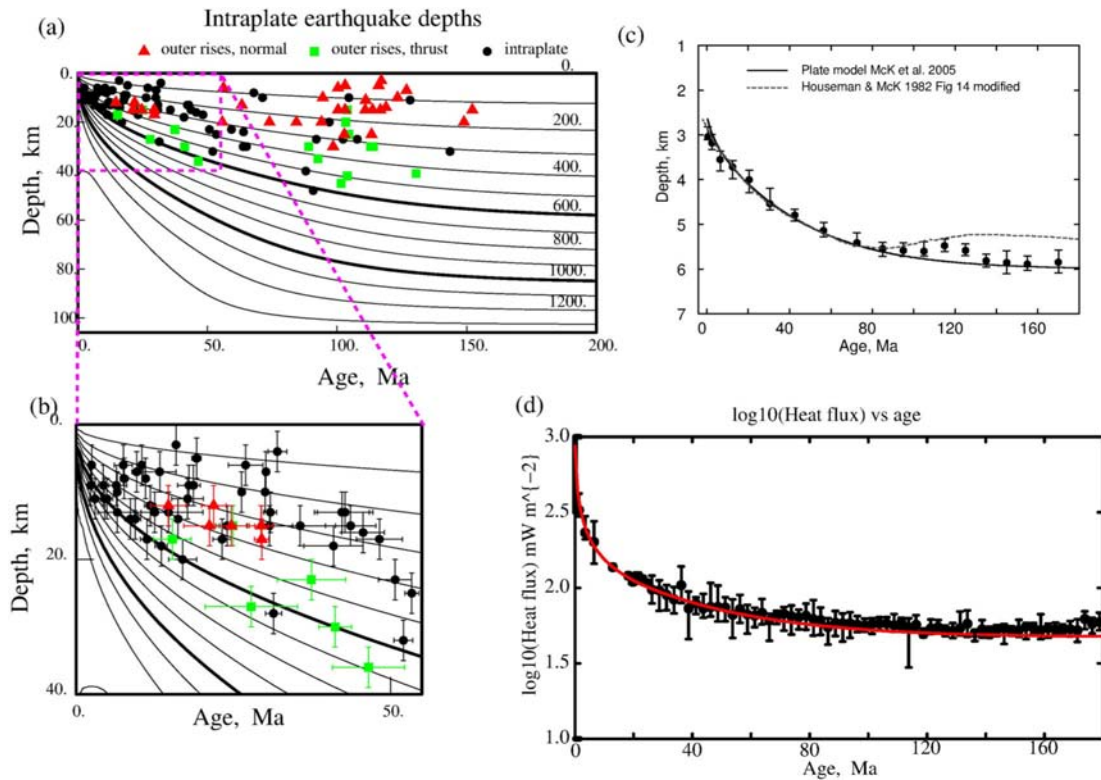 Intraplate earthquake depths
(a)
outer rises, normal
outer rises, thrust
intraplate
0.
20
40
60
80
100
Depth, km
0.
200.
400.
600.
800.
1000.
1200.
0.
50.
100.
150.
200.
Age, Ma
(b)
0.
20.
40.
Depth, km
0.
50.
Age, Ma
(c)
Plate model McK et al. 2005
Houseman & McK 1982 Fig 14 modified
1
2
3
4
5
6
7
Depth, km
0
40
80
120
160
Age, Ma
(d)
log10(Heat flux) vs age
3.0
2.5
2.0
1.5
1.0
log10(Heat flux) mW m^{-2}
0
40
80
120
160
Age, Ma